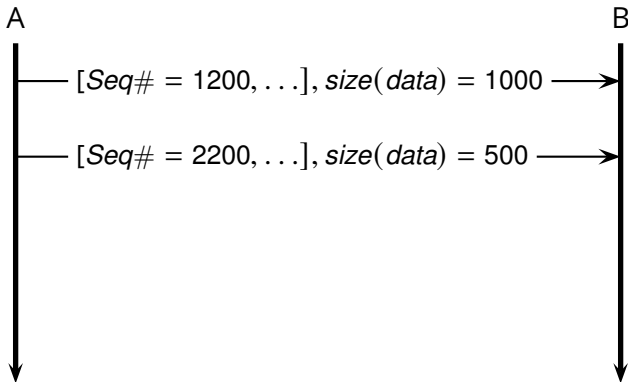 A B
[Seq# = 1200, . . .], size(data) = 1000
[Seq# = 2200, . . .], size(data) = 500